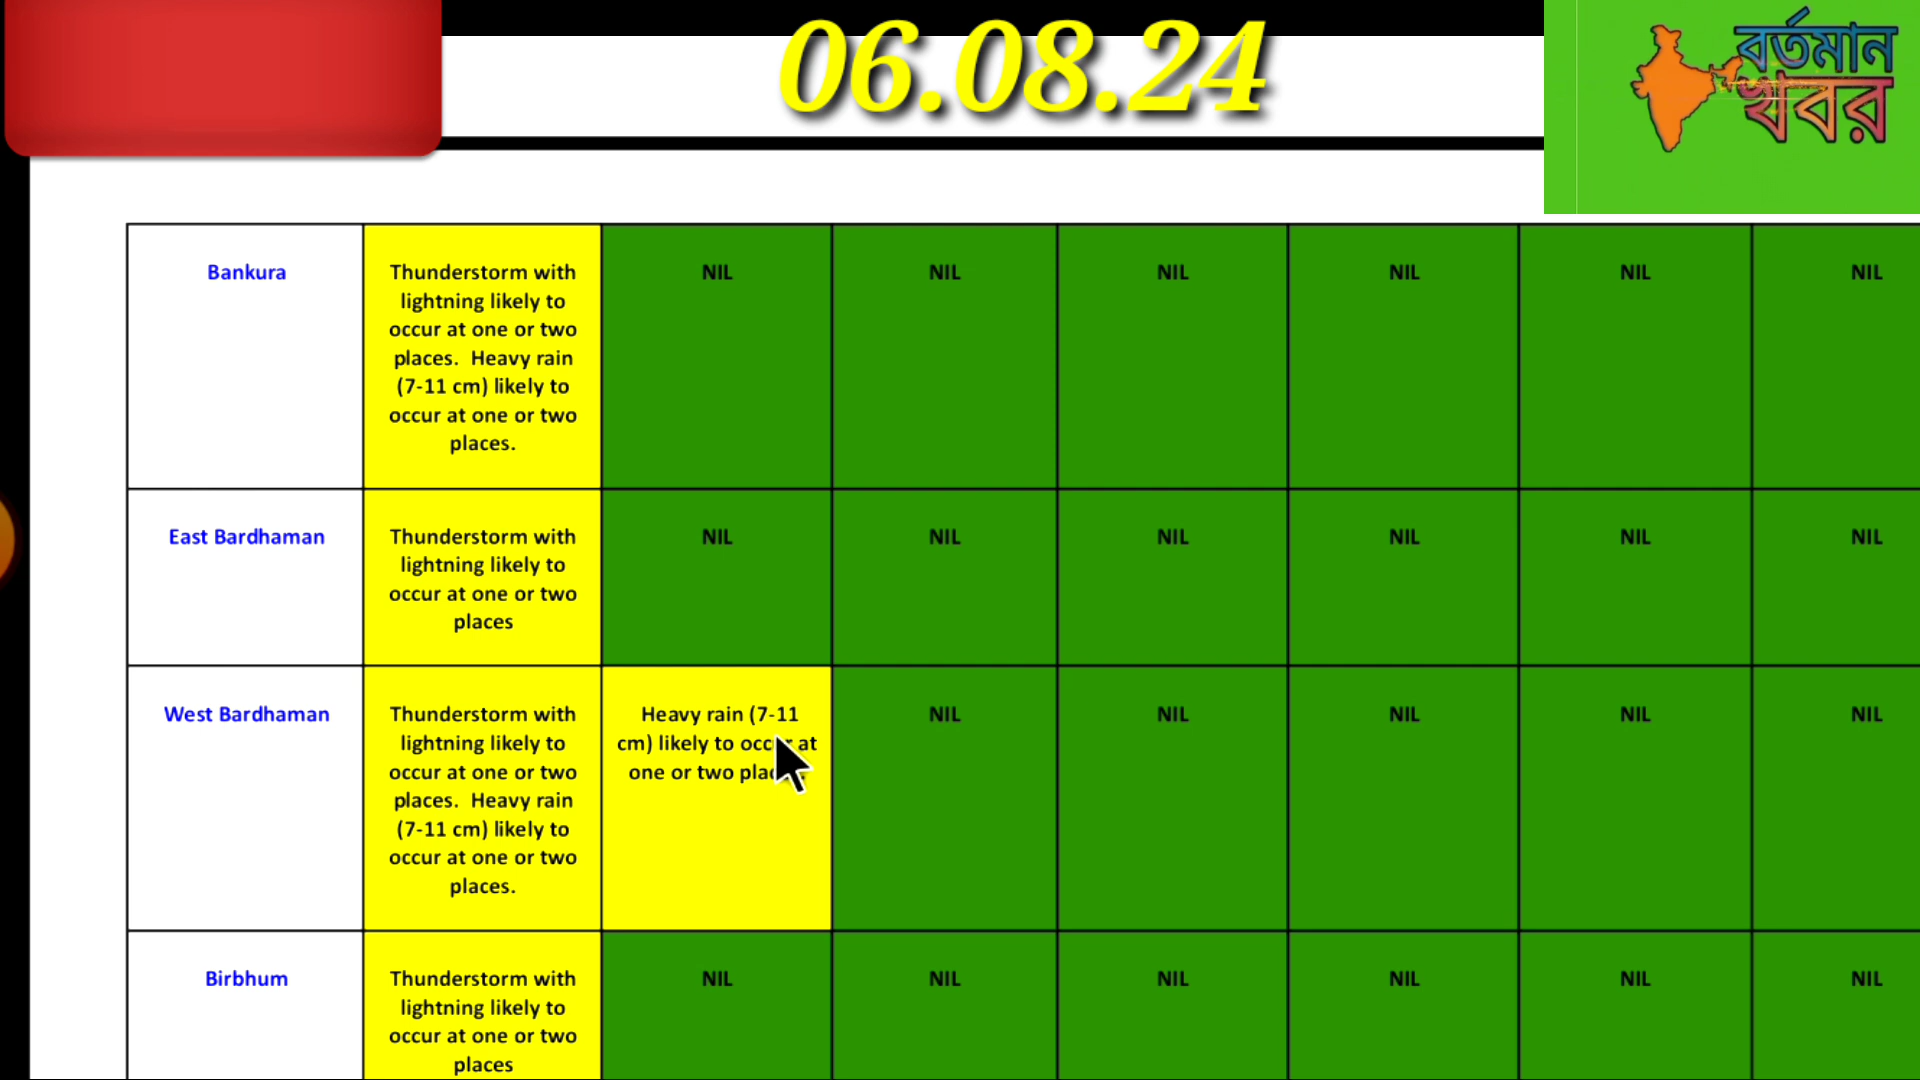 06.08.24
বর্তমান
খবর
Bankura
Thunderstorm with
lightning likely to
occur at one or two
places. Heavy rain
(7-11 cm) likely to
occur at one or two
places.
NIL
NIL
NIL
NIL
NIL
NIL
East Bardhaman
Thunderstorm with
lightning likely to
occur at one or two
places
NIL
NIL
NIL
NIL
NIL
NIL
West Bardhaman
Thunderstorm with
lightning likely to
occur at one or two
places. Heavy rain
(7-11 cm) likely to
occur at one or two
places.
Heavy rain (7-11
cm) likely to occur at
one or two
NIL
NIL
NIL
NIL
NIL
Birbhum
Thunderstorm with
lightning likely to
occur at one or two
places
NIL
NIL
NIL
NIL
NIL
NIL